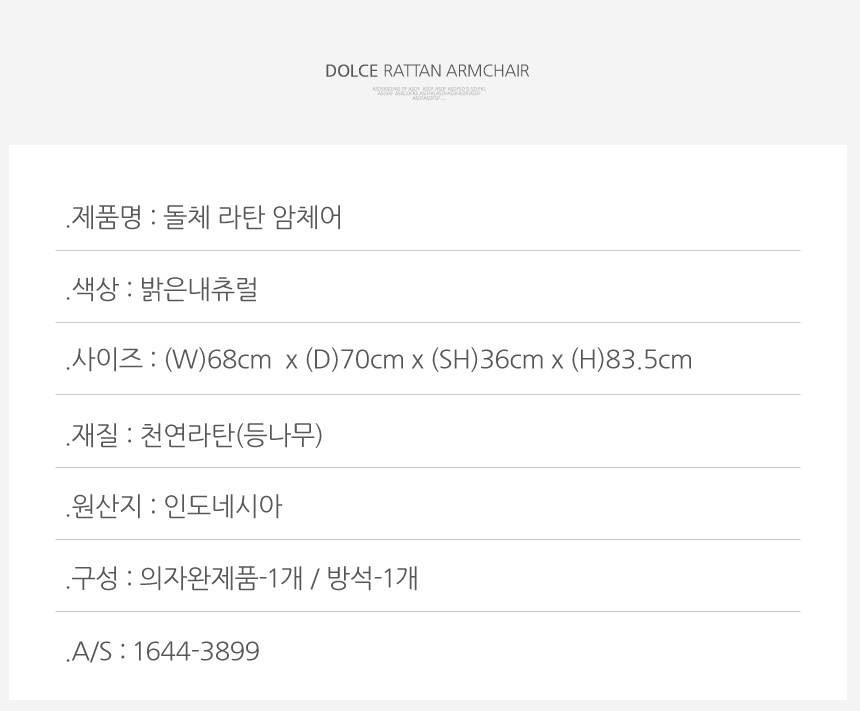 DOLCE RATTAN ARMCHAIR
.제품명 : 돌체 라탄 암체어
.색상 : 밝은내츄럴
.사이즈 : (W)68cm  x (D)70cm x (SH)36cm x (H)83.5cm
.재질 : 천연라탄(등나무)
.원산지 : 인도네시아
.구성 : 의자완제품-1개 / 방석-1개
.A/S : 1644-3899